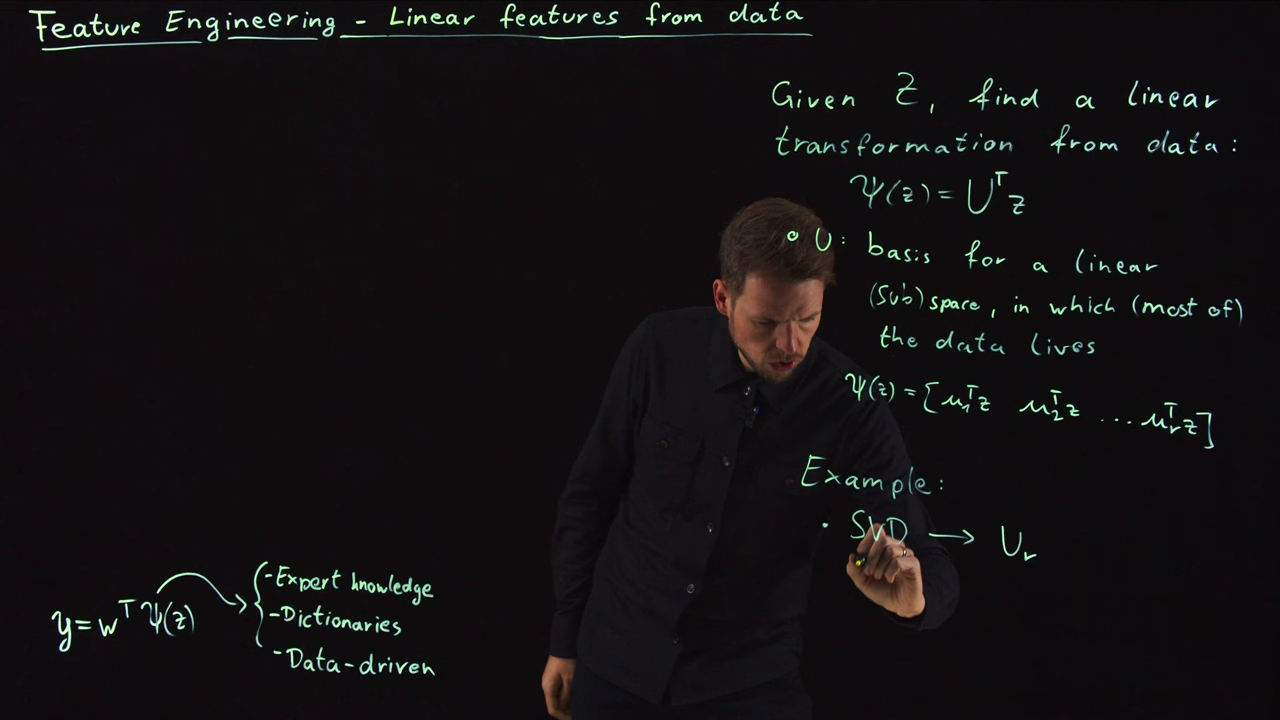 Feature Engineering - Linear features from data
Given Z, find a linear
transformation from data:
Ψ(z) = Uᵀz
∘ U: basis for a linear
(sub)space, in which (most of)
the data lives
Ψ(z) = [u₁ᵀz u₂ᵀz ... uᵣᵀz]
Example:
· SVD → Uᵣ
y = wᵀ Ψ(z) → {
- Expert knowledge
- Dictionaries
- Data-driven